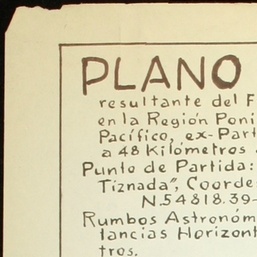 PLANO
resultante del F
en la Región Poni
Pacífico, ex-Part
a 48 Kilómetros
Punto de Partida:
Tiznada", Coorde
N.54818.39-
Rumbos Astronóm
tancias Horizont
tros.